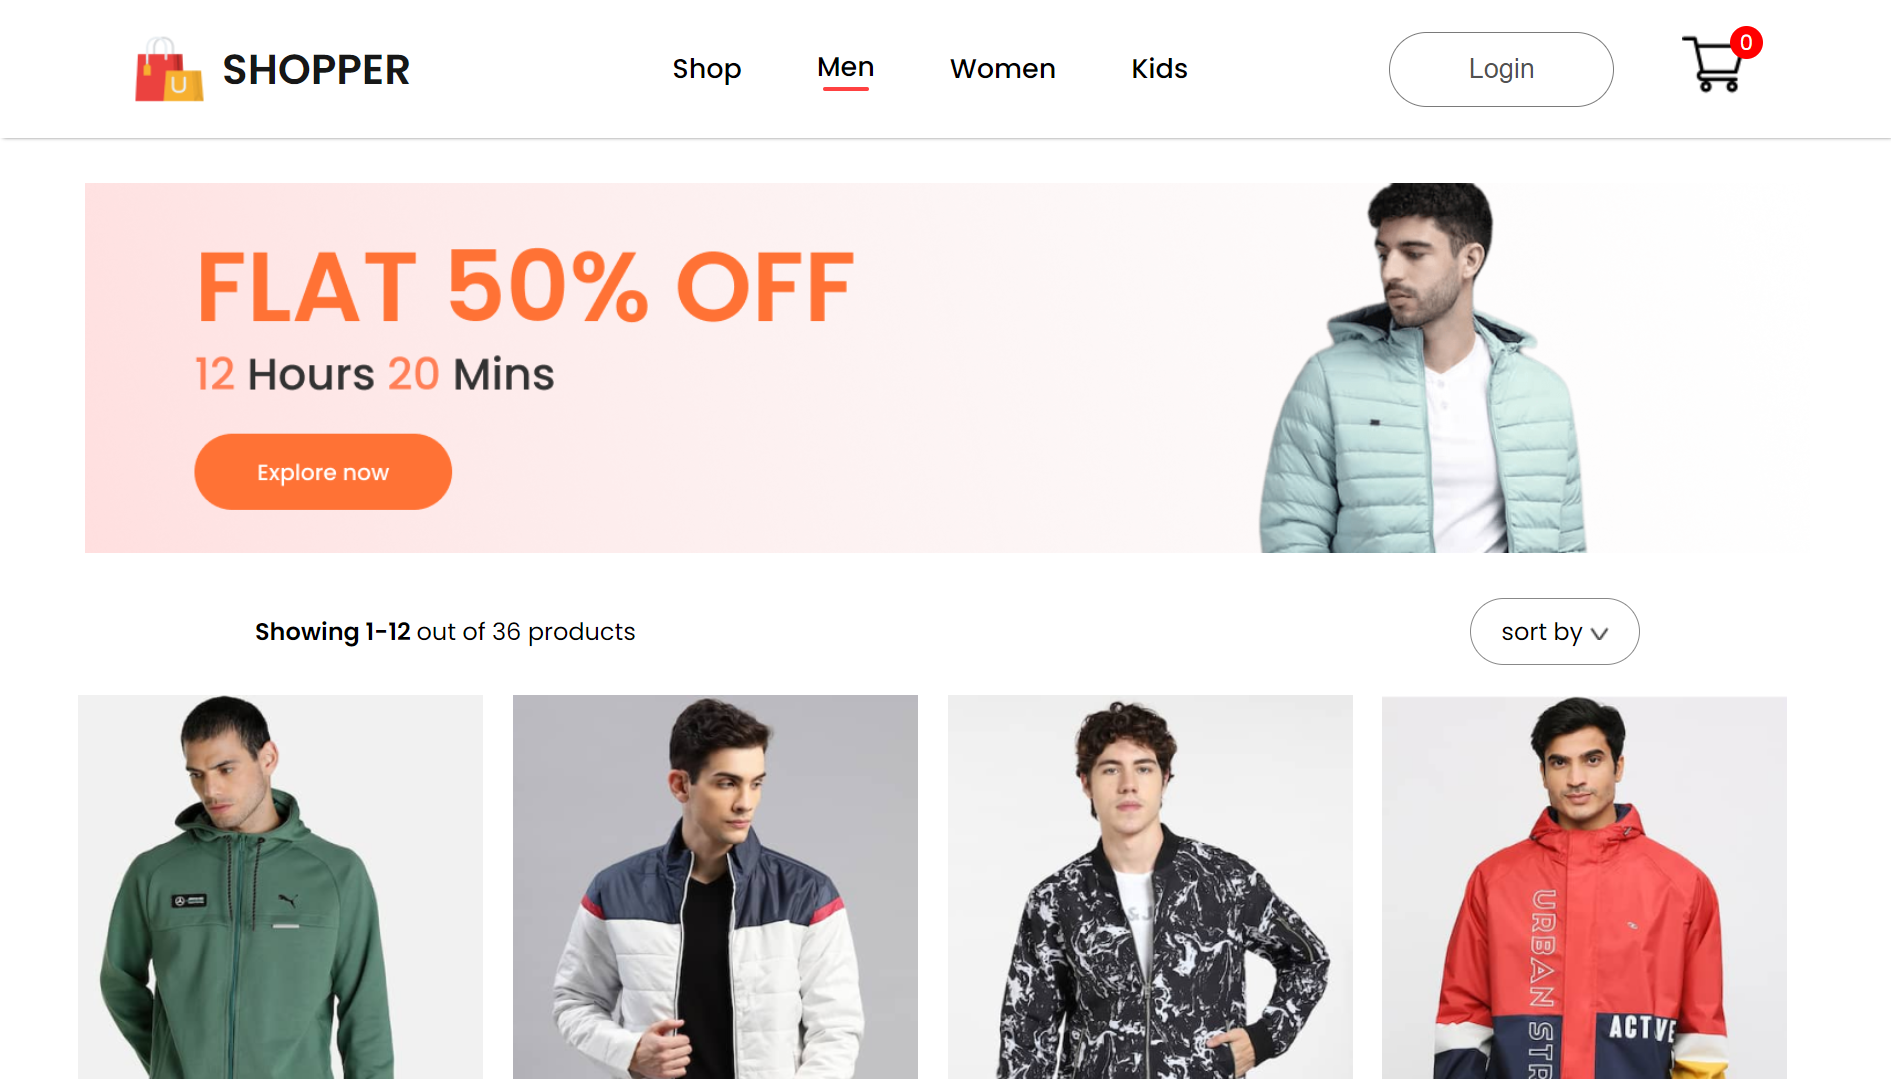 SHOPPER
Shop
Men
Women
Kids
Login
0
FLAT 50% OFF
12 Hours 20 Mins
Explore now
Showing 1-12 out of 36 products
sort by
& J
URBAN STR
ACTIVE